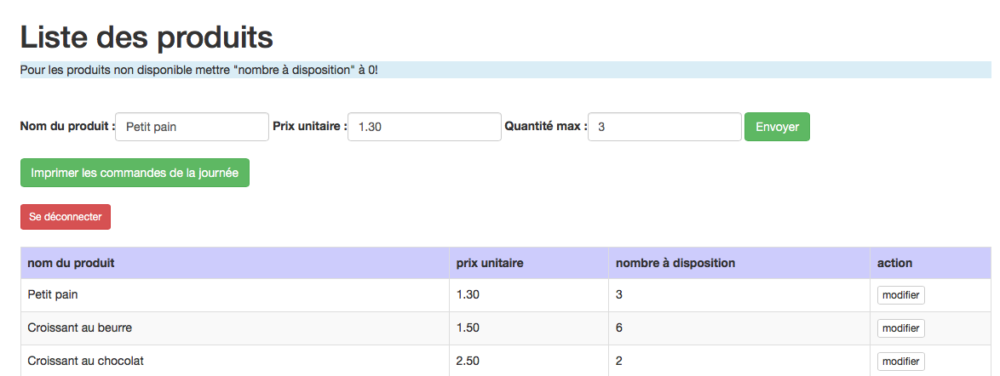 Liste des produits
Pour les produits non disponible mettre "nombre à disposition" à 0!
Nom du produit : Petit pain Prix unitaire : 1.30 Quantité max : 3 Envoyer
Imprimer les commandes de la journée
Se déconnecter
nom du produit prix unitaire nombre à disposition action
Petit pain 1.30 3 modifier
Croissant au beurre 1.50 6 modifier
Croissant au chocolat 2.50 2 modifier